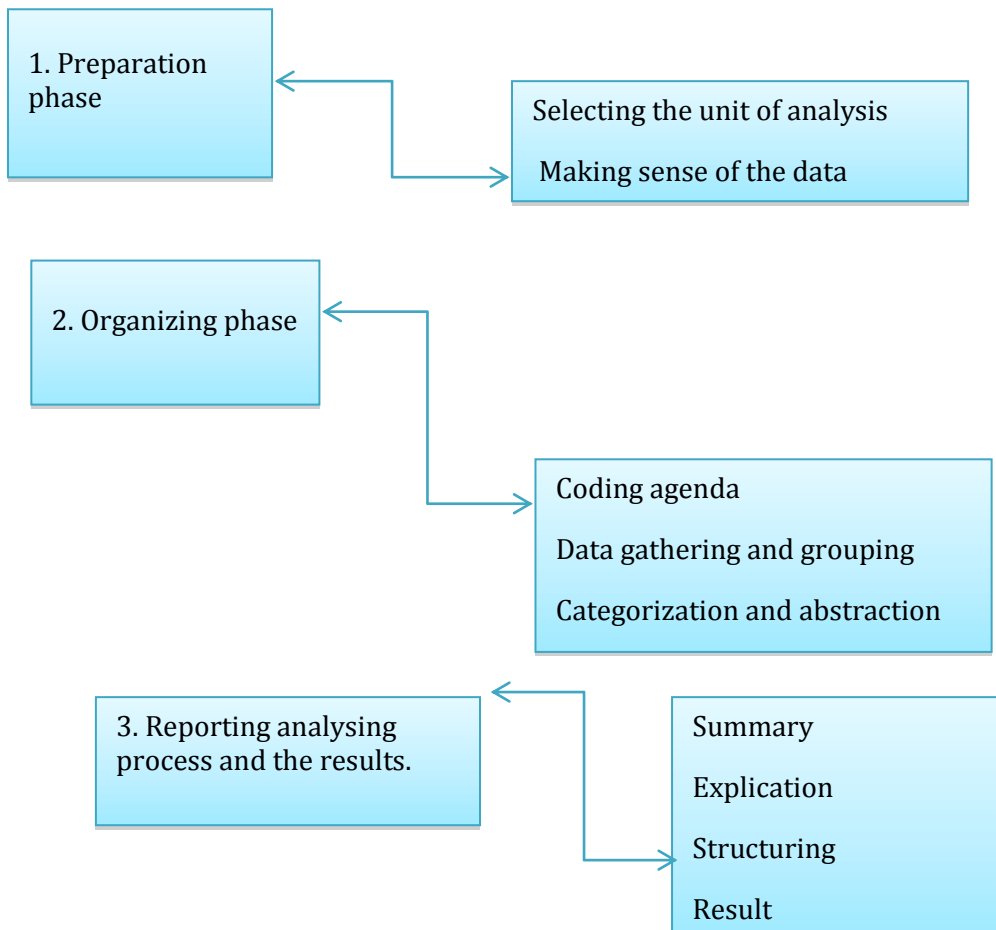 1. Preparation
phase
Selecting the unit of analysis
Making sense of the data
2. Organizing phase
Coding agenda
Data gathering and grouping
Categorization and abstraction
3. Reporting analysing
process and the results.
Summary
Explication
Structuring
Result